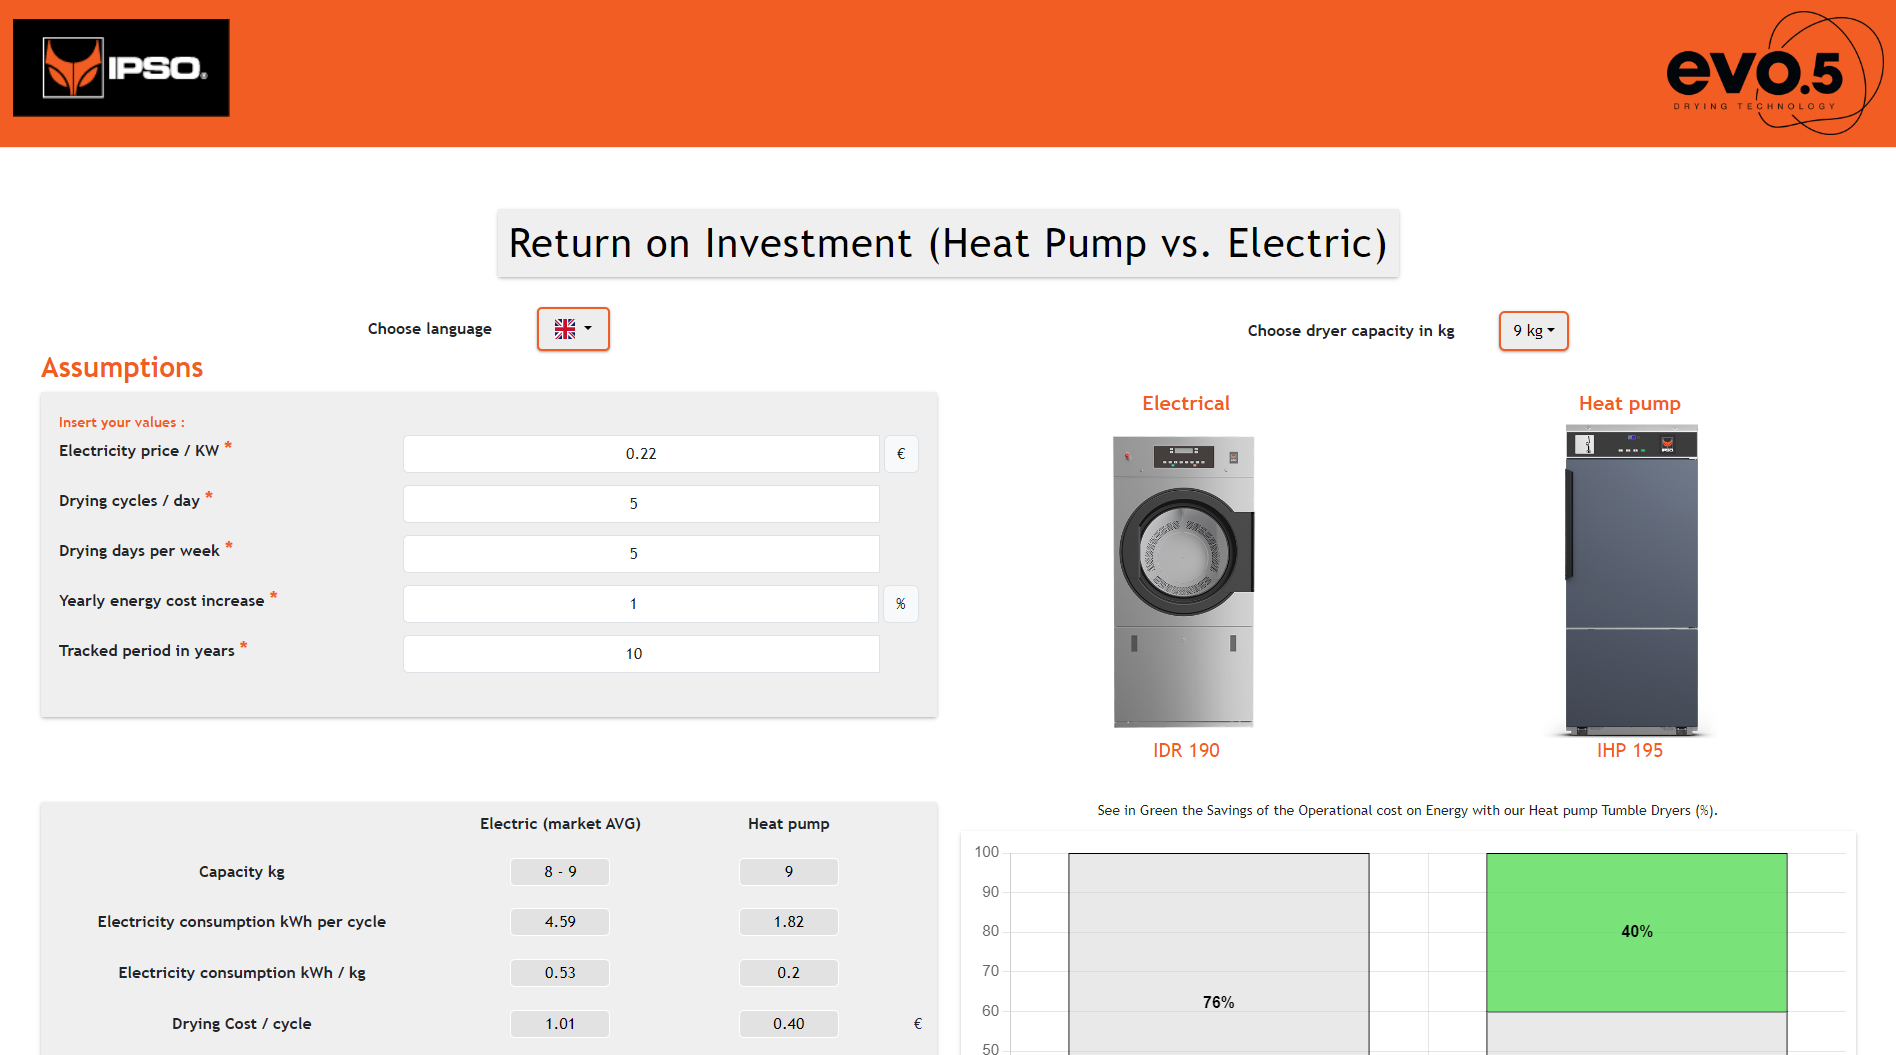 IPSO®
evo.5
DRYING TECHNOLOGY
Return on Investment (Heat Pump vs. Electric)
Choose language
Choose dryer capacity in kg
9 kg
Assumptions
Insert your values :
Electricity price / KW *
0.22
€
Drying cycles / day *
5
Drying days per week *
5
Yearly energy cost increase *
1
%
Tracked period in years *
10
Electrical
Heat pump
IPSO
IDR 190
IHP 195
Electric (market AVG)
Heat pump
Capacity kg
8 - 9
9
Electricity consumption kWh per cycle
4.59
1.82
Electricity consumption kWh / kg
0.53
0.2
Drying Cost / cycle
1.01
0.40
€
See in Green the Savings of the Operational cost on Energy with our Heat pump Tumble Dryers (%).
100
90
80
70
60
50
76%
40%